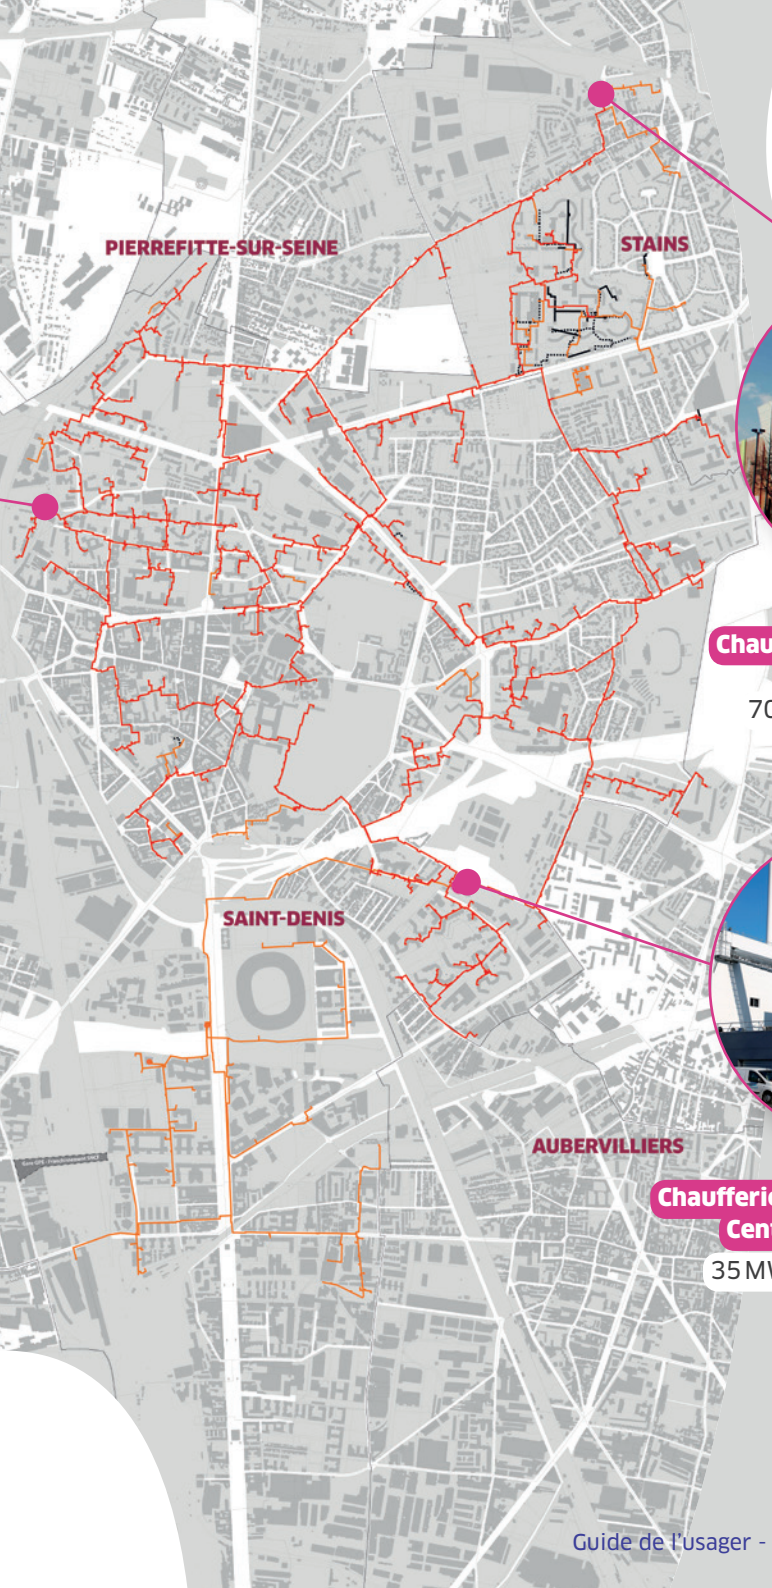 PIERREFITTE-SUR-SEINE
STAINS
Chau
70
SAINT-DENIS
AUBERVILLIERS
Chaufferie
Cent
35 MW
Guide de l'usager -